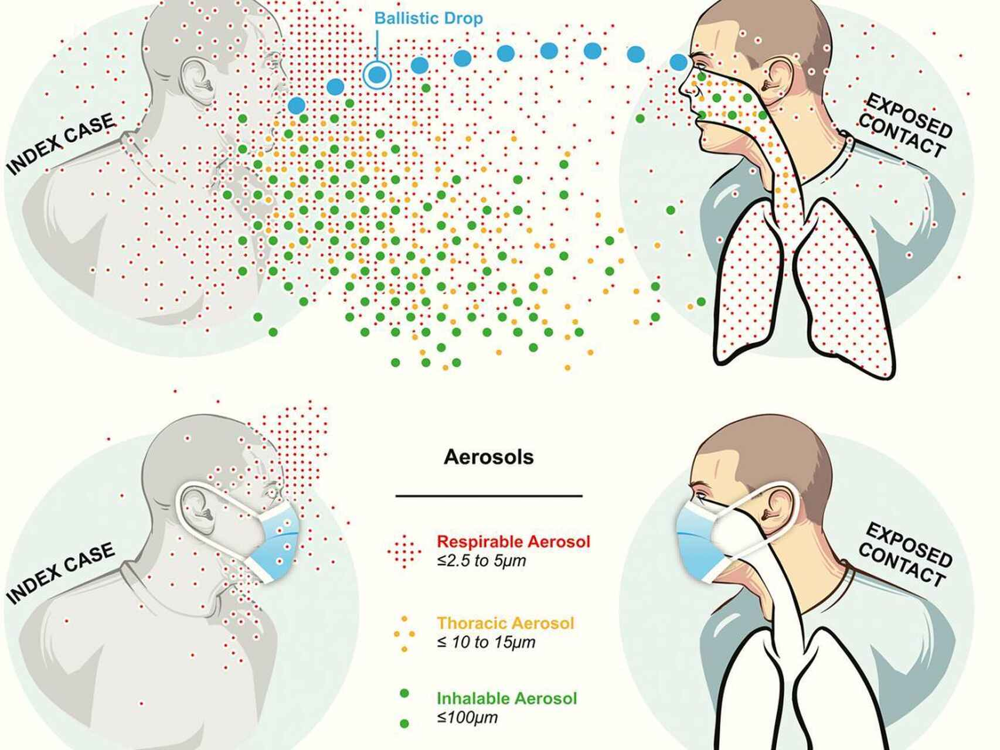 Ballistic Drop
INDEX CASE
EXPOSED
CONTACT
Aerosols
Respirable Aerosol
≤2.5 to 5µm
INDEX CASE
EXPOSED
CONTACT
Thoracic Aerosol
≤ 10 to 15µm
Inhalable Aerosol
≤100µm